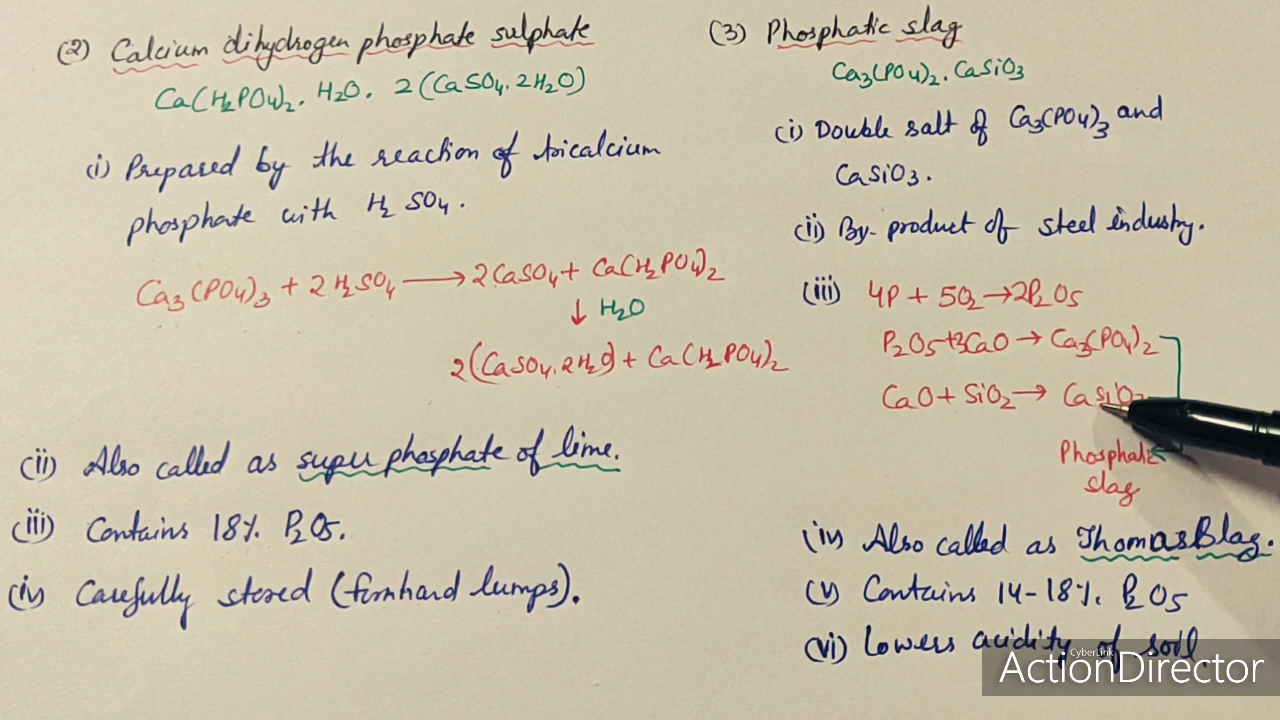 (2) Calcium dihydrogen phosphate sulphate
Ca(H₂PO₄)₂. H₂O. 2(CaSO₄. 2H₂O)
(i) Prepared by the reaction of tricalcium
phosphate with H₂ SO₄.
Ca₃(PO₄)₃ + 2H₂SO₄ → 2CaSO₄ + Ca(H₂PO₄)₂
↓ H₂O
2(CaSO₄.2H₂O) + Ca(H₂PO₄)₂
(ii) Also called as super phosphate of lime.
(iii) Contains 18% P₂O₅.
(iv) Carefully stored (form hard lumps).
(3) Phosphatic slag
Ca₃(PO₄)₂. CaSiO₃
(i) Double salt of Ca₃(PO₄)₃ and
CaSiO₃.
(ii) By-product of steel industry.
(iii) 4P + 5O₂ → 2P₂O₅
P₂O₅+3CaO → Ca₃(PO₄)₂
CaO + SiO₂ → CaSiO₃
Phosphatic
slag
(iv) Also called as Thomas Blag.
(v) Contains 14-18% P₂O₅
(vi) Lowers acidity of soil.
CyberLink
ActionDirector